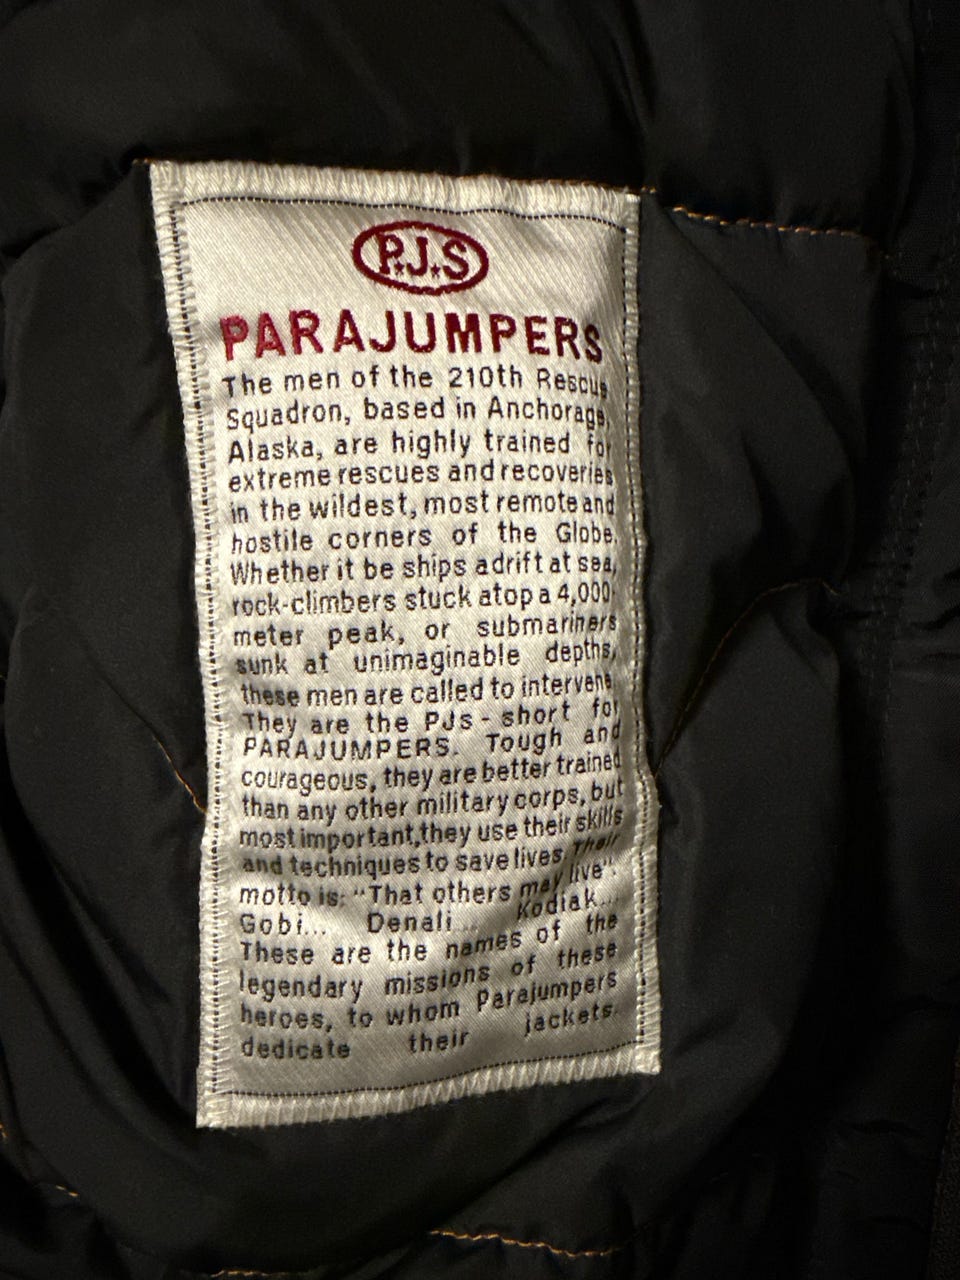 P.J.S
PARAJUMPERS
The men of the 210th Rescue
Squadron, based in Anchorage,
Alaska, are highly trained for
extreme rescues and recoveries
in the wildest, most remote and
hostile corners of the Globe.
Whether it be ships adrift at sea,
rock-climbers stuck atop a 4,000-
meter peak, or submariners
sunk at unimaginable depths,
these men are called to intervene.
They are the PJs - short for
PARAJUMPERS. Tough and
courageous, they are better trained
than any other military corps, but
most important, they use their skills
and techniques to save lives. Their
motto is: “That others may live”.
Gobi... Denali... Kodiak...
These are the names of the
legendary missions of these
heroes, to whom Parajumpers
dedicate their jackets.